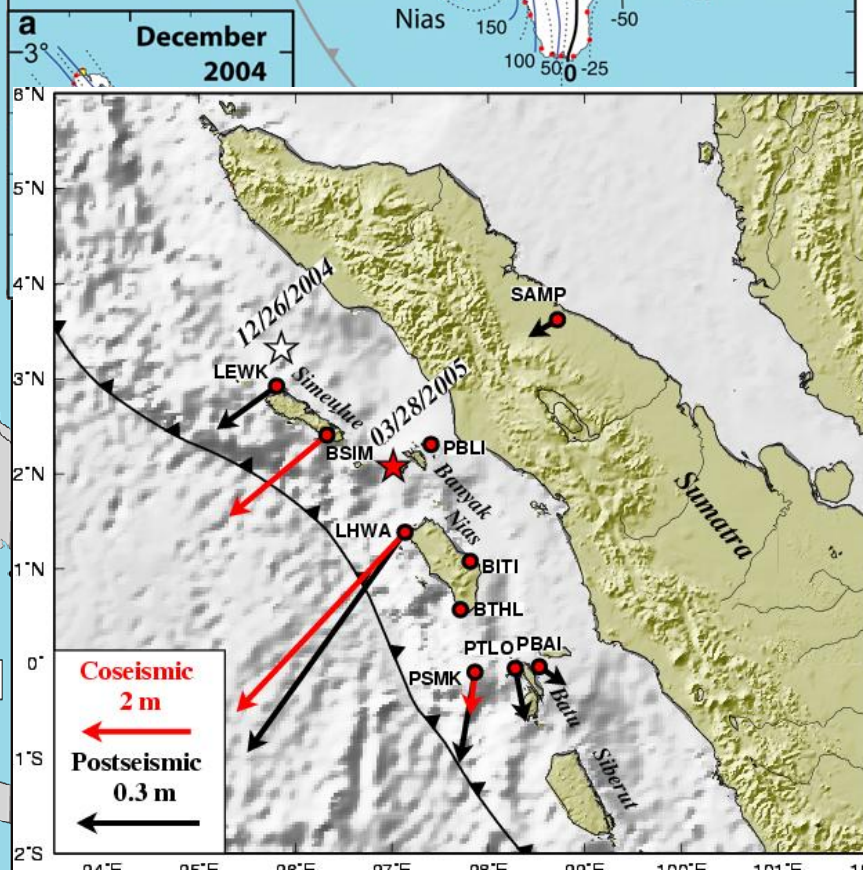 a
December
2004
3°
Nias
150
100
50
0
-25
-50
6°N
5°N
4°N
3°N
2°N
1°N
0°
1°S
2°S
12/26/2004
SAMP
LEWK
Simeulue
03/28/2005
BSIM
PBLI
Banyak
Sumatra
LHWA
Nias
BITI
BTHL
PTLO
PBAI
PSMK
Batu
Siberut
Coseismic
2 m
Postseismic
0.3 m